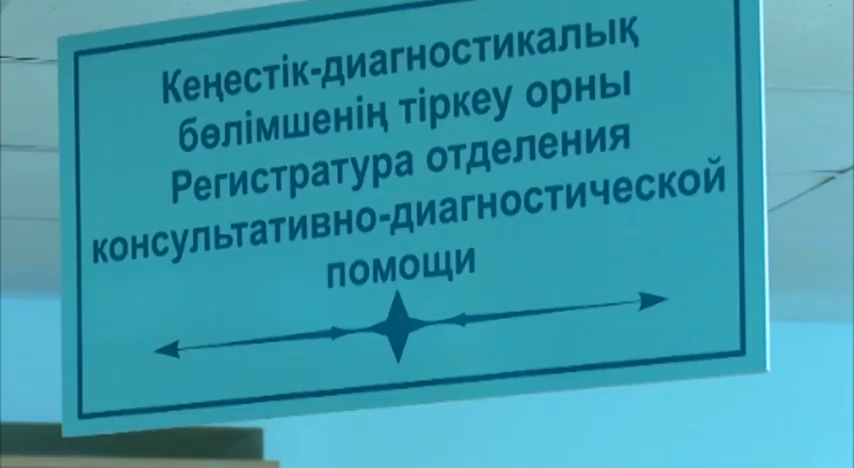 Кеңестік-диагностикалық
бөлімшенің тіркеу орны
Регистратура отделения
консультативно-диагностической
помощи